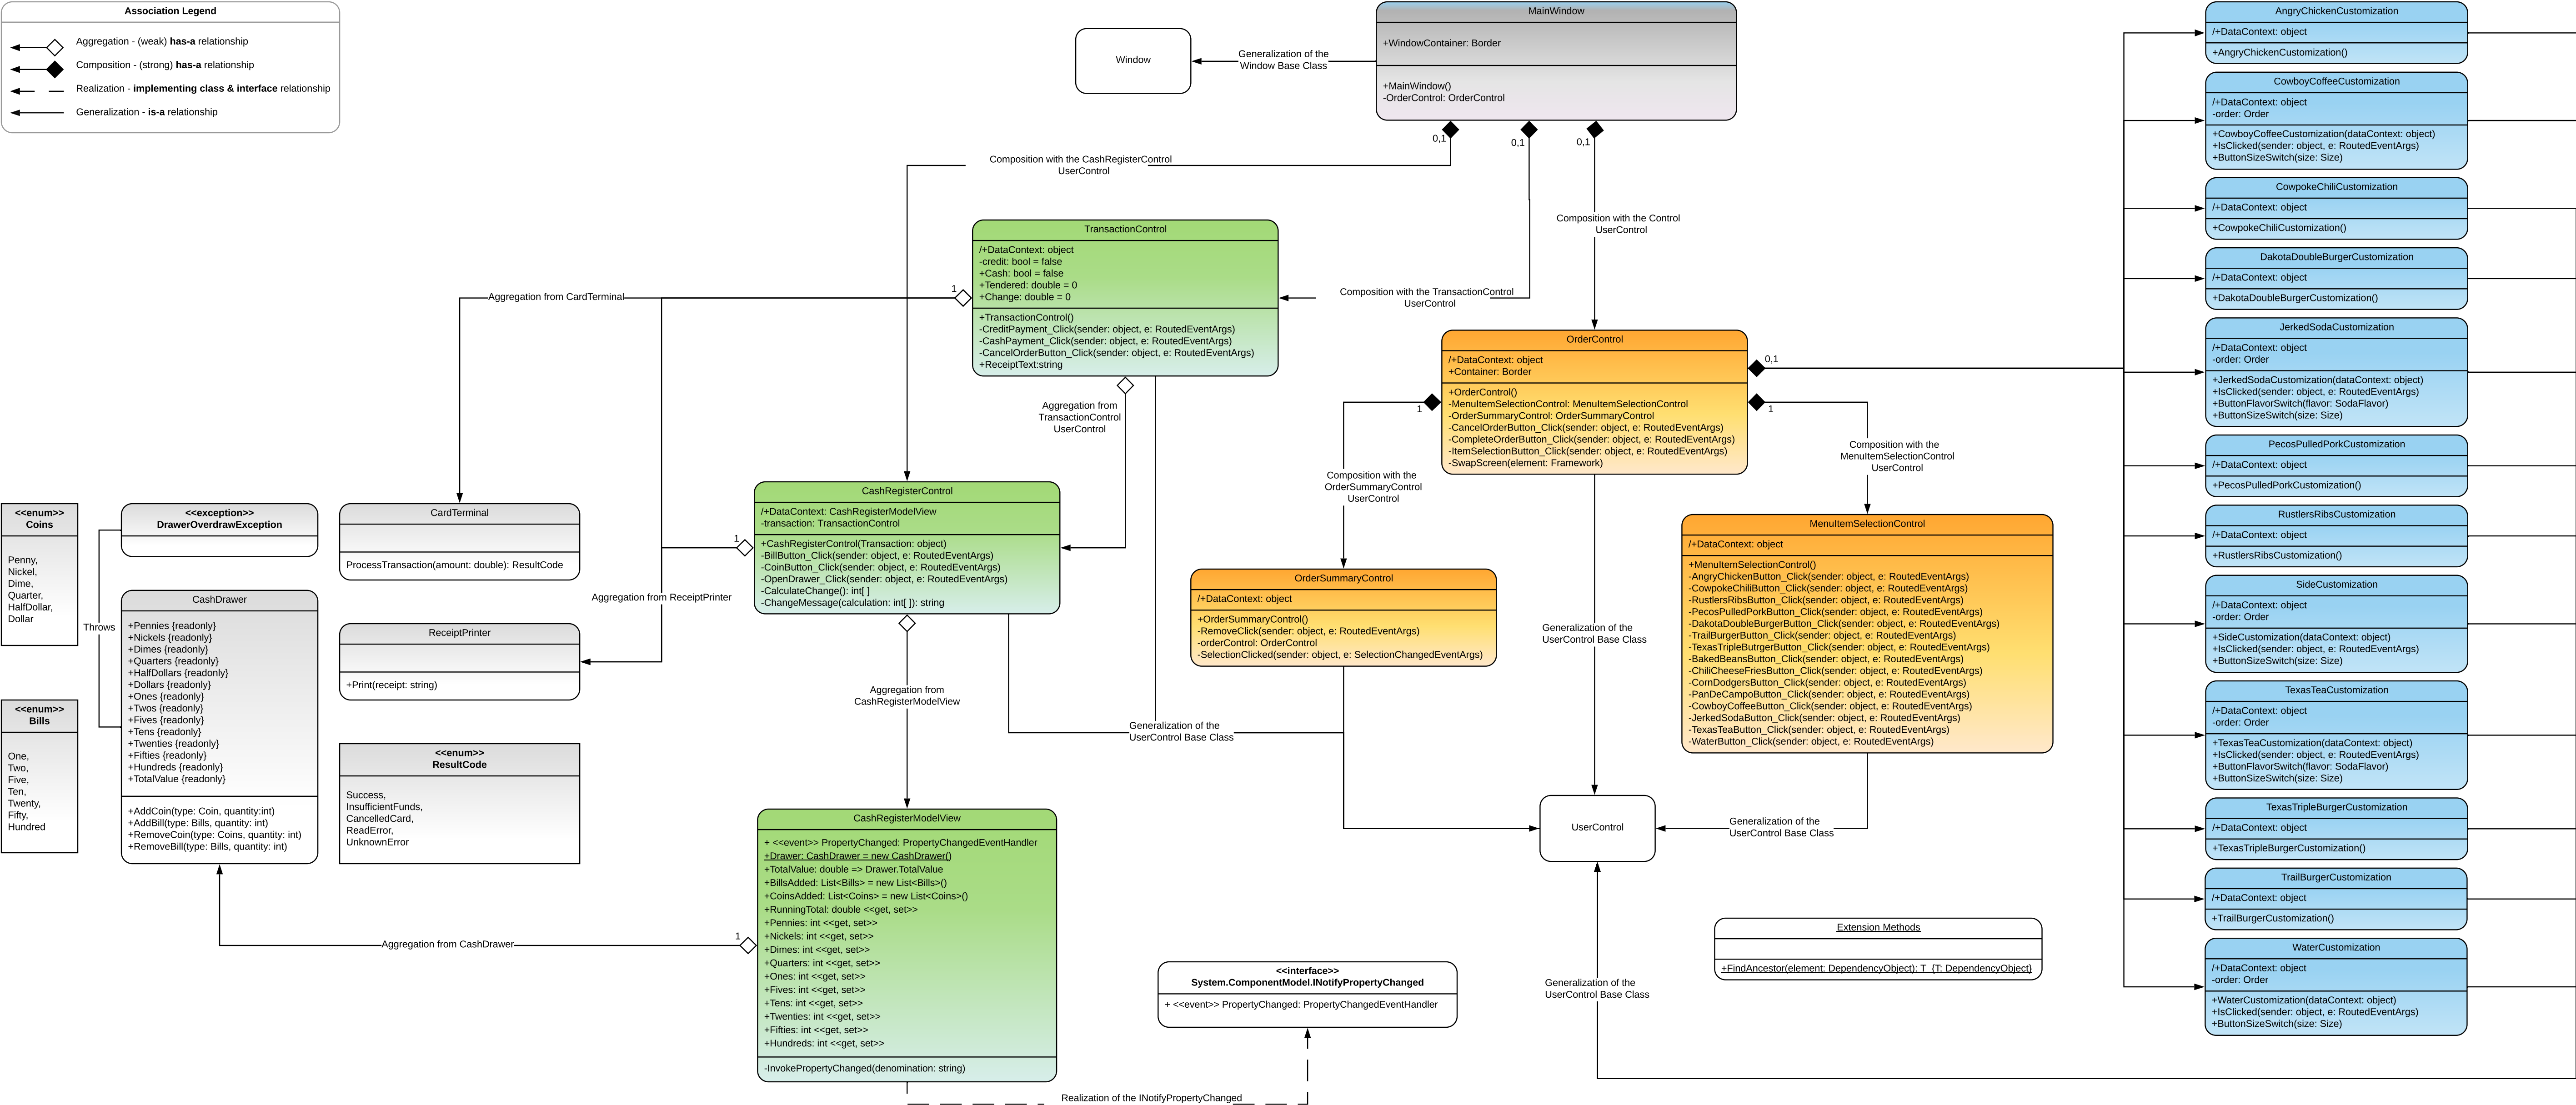 Association Legend
Aggregation - (weak) has-a relationship
Composition - (strong) has-a relationship
Realization - implementing class & interface relationship
Generalization - is-a relationship
Window
Generalization of the
Window Base Class
MainWindow
+WindowContainer: Border
+MainWindow()
-OrderControl: OrderControl
0,1
0,1
0,1
Composition with the CashRegisterControl
UserControl
Composition with the Control
UserControl
Composition with the TransactionControl
UserControl
TransactionControl
/+DataContext: object
-credit: bool = false
+Cash: bool = false
+Tendered: double = 0
+Change: double = 0
+TransactionControl()
-CreditPayment_Click(sender: object, e: RoutedEventArgs)
-CashPayment_Click(sender: object, e: RoutedEventArgs)
-CancelOrderButton_Click(sender: object, e: RoutedEventArgs)
+ReceiptText:string
1
Aggregation from CardTerminal
Aggregation from
TransactionControl
UserControl
OrderControl
/+DataContext: object
+Container: Border
+OrderControl()
-MenuItemSelectionControl: MenuItemSelectionControl
-OrderSummaryControl: OrderSummaryControl
-CancelOrderButton_Click(sender: object, e: RoutedEventArgs)
-CompleteOrderButton_Click(sender: object, e: RoutedEventArgs)
-ItemSelectionButton_Click(sender: object, e: RoutedEventArgs)
-SwapScreen(element: Framework)
0,1
1
1
Composition with the
OrderSummaryControl
UserControl
Composition with the
MenuItemSelectionControl
UserControl
<<enum>>
Coins
Penny,
Nickel,
Dime,
Quarter,
HalfDollar,
Dollar
<<enum>>
Bills
One,
Two,
Five,
Ten,
Twenty,
Fifty,
Hundred
<<exception>>
DrawerOverdrawException
Throws
CashDrawer
+Pennies {readonly}
+Nickels {readonly}
+Dimes {readonly}
+Quarters {readonly}
+HalfDollars {readonly}
+Dollars {readonly}
+Ones {readonly}
+Twos {readonly}
+Fives {readonly}
+Tens {readonly}
+Twenties {readonly}
+Fifties {readonly}
+Hundreds {readonly}
+TotalValue {readonly}
+AddCoin(type: Coin, quantity:int)
+AddBill(type: Bills, quantity: int)
+RemoveCoin(type: Coins, quantity: int)
+RemoveBill(type: Bills, quantity: int)
CardTerminal
ProcessTransaction(amount: double): ResultCode
ReceiptPrinter
+Print(receipt: string)
<<enum>>
ResultCode
Success,
InsufficientFunds,
CancelledCard,
ReadError,
UnknownError
Aggregation from ReceiptPrinter
1
CashRegisterControl
/+DataContext: CashRegisterModelView
-transaction: TransactionControl
+CashRegisterControl(Transaction: object)
-BillButton_Click(sender: object, e: RoutedEventArgs)
-CoinButton_Click(sender: object, e: RoutedEventArgs)
-OpenDrawer_Click(sender: object, e: RoutedEventArgs)
-CalculateChange(): int[ ]
-ChangeMessage(calculation: int[ ]): string
Aggregation from
CashRegisterModelView
Generalization of the
UserControl Base Class
OrderSummaryControl
/+DataContext: object
+OrderSummaryControl()
-RemoveClick(sender: object, e: RoutedEventArgs)
-orderControl: OrderControl
-SelectionClicked(sender: object, e: SelectionChangedEventArgs)
Generalization of the
UserControl Base Class
MenuItemSelectionControl
/+DataContext: object
+MenuItemSelectionControl()
-AngryChickenButton_Click(sender: object, e: RoutedEventArgs)
-CowpokeChiliButton_Click(sender: object, e: RoutedEventArgs)
-RustlersRibsButton_Click(sender: object, e: RoutedEventArgs)
-PecosPulledPorkButton_Click(sender: object, e: RoutedEventArgs)
-DakotaDoubleBurgerButton_Click(sender: object, e: RoutedEventArgs)
-TrailBurgerButton_Click(sender: object, e: RoutedEventArgs)
-TexasTripleButrgerButton_Click(sender: object, e: RoutedEventArgs)
-BakedBeansButton_Click(sender: object, e: RoutedEventArgs)
-ChiliCheeseFriesButton_Click(sender: object, e: RoutedEventArgs)
-CornDodgersButton_Click(sender: object, e: RoutedEventArgs)
-PanDeCampoButton_Click(sender: object, e: RoutedEventArgs)
-CowboyCoffeeButton_Click(sender: object, e: RoutedEventArgs)
-JerkedSodaButton_Click(sender: object, e: RoutedEventArgs)
-TexasTeaButton_Click(sender: object, e: RoutedEventArgs)
-WaterButton_Click(sender: object, e: RoutedEventArgs)
CashRegisterModelView
+ <<event>> PropertyChanged: PropertyChangedEventHandler
+Drawer: CashDrawer = new CashDrawer()
+TotalValue: double => Drawer.TotalValue
+BillsAdded: List<Bills> = new List<Bills>()
+CoinsAdded: List<Coins> = new List<Coins>()
+RunningTotal: double <<get, set>>
+Pennies: int <<get, set>>
+Nickels: int <<get, set>>
+Dimes: int <<get, set>>
+Quarters: int <<get, set>>
+Ones: int <<get, set>>
+Fives: int <<get, set>>
+Tens: int <<get, set>>
+Twenties: int <<get, set>>
+Fifties: int <<get, set>>
+Hundreds: int <<get, set>>
-InvokePropertyChanged(denomination: string)
1
Aggregation from CashDrawer
UserControl
Generalization of the
UserControl Base Class
Extension Methods
+FindAncestor(element: DependencyObject): T {T: DependencyObject}
<<interface>>
System.ComponentModel.INotifyPropertyChanged
+ <<event>> PropertyChanged: PropertyChangedEventHandler
Generalization of the
UserControl Base Class
Realization of the INotifyPropertyChanged
AngryChickenCustomization
/+DataContext: object
+AngryChickenCustomization()
CowboyCoffeeCustomization
/+DataContext: object
-order: Order
+CowboyCoffeeCustomization(dataContext: object)
+IsClicked(sender: object, e: RoutedEventArgs)
+ButtonSizeSwitch(size: Size)
CowpokeChiliCustomization
/+DataContext: object
+CowpokeChiliCustomization()
DakotaDoubleBurgerCustomization
/+DataContext: object
+DakotaDoubleBurgerCustomization()
JerkedSodaCustomization
/+DataContext: object
-order: Order
+JerkedSodaCustomization(dataContext: object)
+IsClicked(sender: object, e: RoutedEventArgs)
+ButtonFlavorSwitch(flavor: SodaFlavor)
+ButtonSizeSwitch(size: Size)
PecosPulledPorkCustomization
/+DataContext: object
+PecosPulledPorkCustomization()
RustlersRibsCustomization
/+DataContext: object
+RustlersRibsCustomization()
SideCustomization
/+DataContext: object
-order: Order
+SideCustomization(dataContext: object)
+IsClicked(sender: object, e: RoutedEventArgs)
+ButtonSizeSwitch(size: Size)
TexasTeaCustomization
/+DataContext: object
-order: Order
+TexasTeaCustomization(dataContext: object)
+IsClicked(sender: object, e: RoutedEventArgs)
+ButtonFlavorSwitch(flavor: SodaFlavor)
+ButtonSizeSwitch(size: Size)
TexasTripleBurgerCustomization
/+DataContext: object
+TexasTripleBurgerCustomization()
TrailBurgerCustomization
/+DataContext: object
+TrailBurgerCustomization()
WaterCustomization
/+DataContext: object
-order: Order
+WaterCustomization(dataContext: object)
+IsClicked(sender: object, e: RoutedEventArgs)
+ButtonSizeSwitch(size: Size)